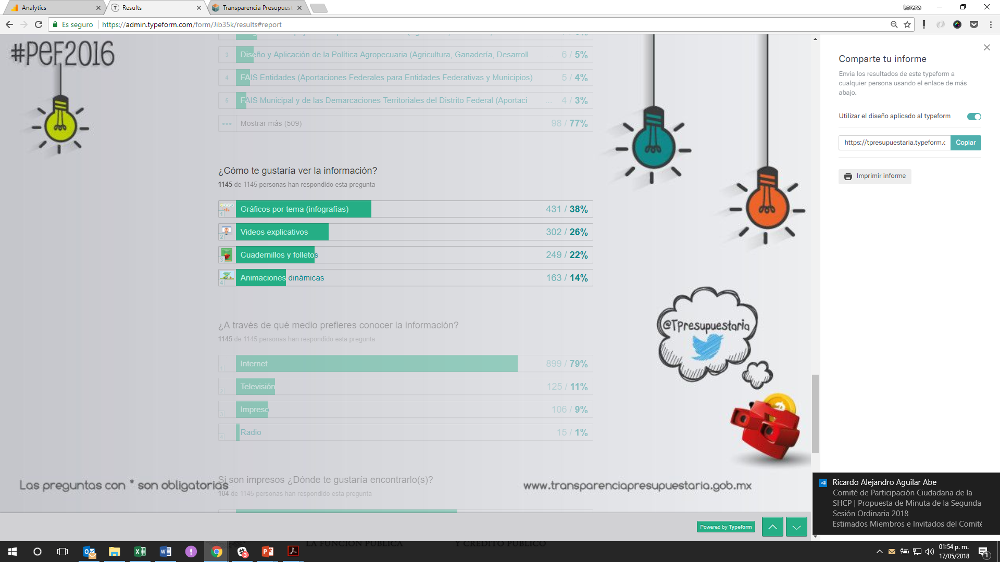 Analytics
Results
Transparencia Presupuest
Lorena
Es seguro
https://admin.typeform.com/form/Jib35k/results#report
#PEF2016
3 Diseño y Aplicación de la Política Agropecuaria (Agricultura, Ganadería, Desarroll ... 6 / 5%
4 FAIS Entidades (Aportaciones Federales para Entidades Federativas y Municipios) 5 / 4%
5 FAIS Municipal y de las Demarcaciones Territoriales del Distrito Federal (Aportaci ... 4 / 3%
Mostrar más (509) 98 / 77%
¿Cómo te gustaría ver la información?
1145 de 1145 personas han respondido esta pregunta
1 Gráficos por tema (infografías) 431 / 38%
2 Videos explicativos 302 / 26%
3 Cuadernillos y folletos 249 / 22%
4 Animaciones dinámicas 163 / 14%
¿A través de qué medio prefieres conocer la información?
1145 de 1145 personas han respondido esta pregunta
1 Internet 899 / 79%
2 Televisión 125 / 11%
3 Impreso 106 / 9%
4 Radio 15 / 1%
Si son impresos ¿Dónde te gustaría encontrarlo(s)?
104 de 1145 personas han respondido esta pregunta
Las preguntas con * son obligatorias
www.transparenciapresupuestaria.gob.mx
@TPresupuestaria
Powered by Typeform
LA FUNCIÓN PÚBLICA
Y CRÉDITO PÚBLICO
Comparte tu informe
Envía los resultados de este typeform a
cualquier persona usando el enlace de más
abajo.
Utilizar el diseño aplicado al typeform
https://tpresupuestaria.typeform.c
Copiar
Imprimir informe
Ricardo Alejandro Aguilar Abe
Comité de Participación Ciudadana de la
SHCP | Propuesta de Minuta de la Segunda
Sesión Ordinaria 2018
Estimados Miembros e Invitados del Comité
3
01:54 p. m.
17/05/2018
1